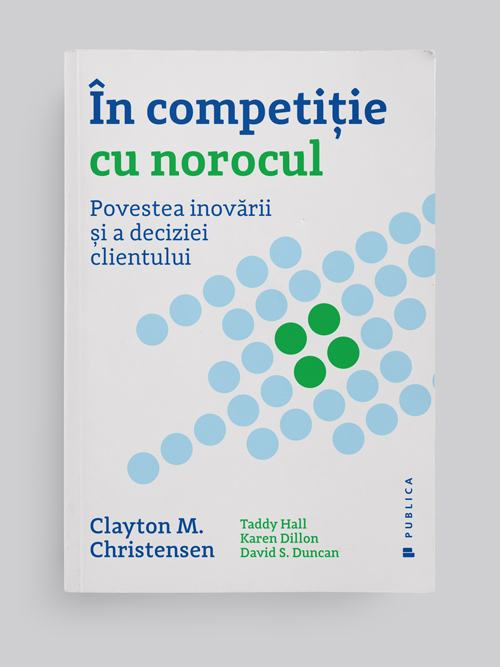 În competiție
cu norocul
Povestea inovării
și a deciziei
clientului
Clayton M.
Christensen
Taddy Hall
Karen Dillon
David S. Duncan
PUBLICA